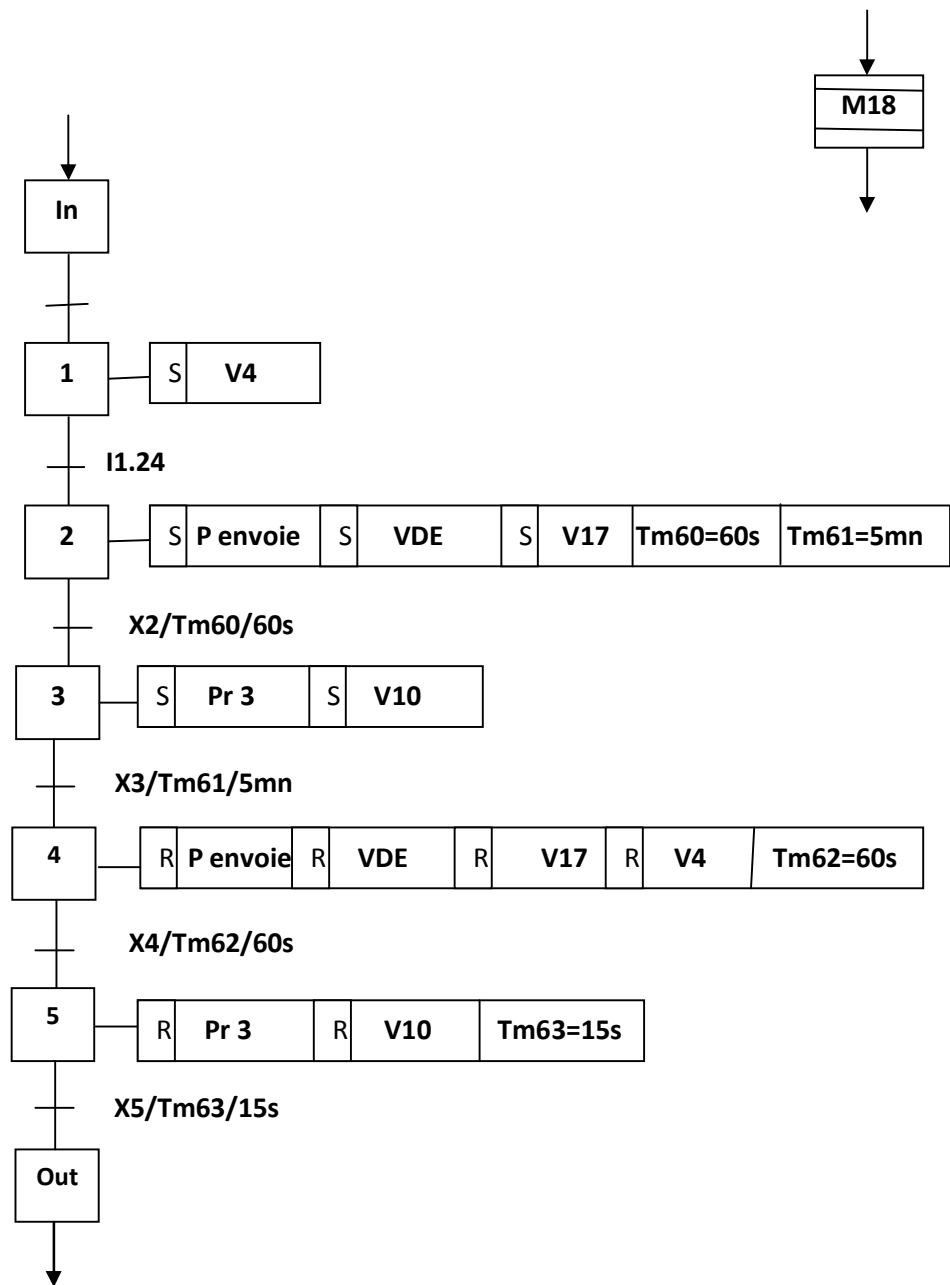 M18
In
1 S V4
I1.24
2 S P envoie S VDE S V17 Tm60=60s Tm61=5mn
X2/Tm60/60s
3 S Pr 3 S V10
X3/Tm61/5mn
4 R P envoie R VDE R V17 R V4 Tm62=60s
X4/Tm62/60s
5 R Pr 3 R V10 Tm63=15s
X5/Tm63/15s
Out